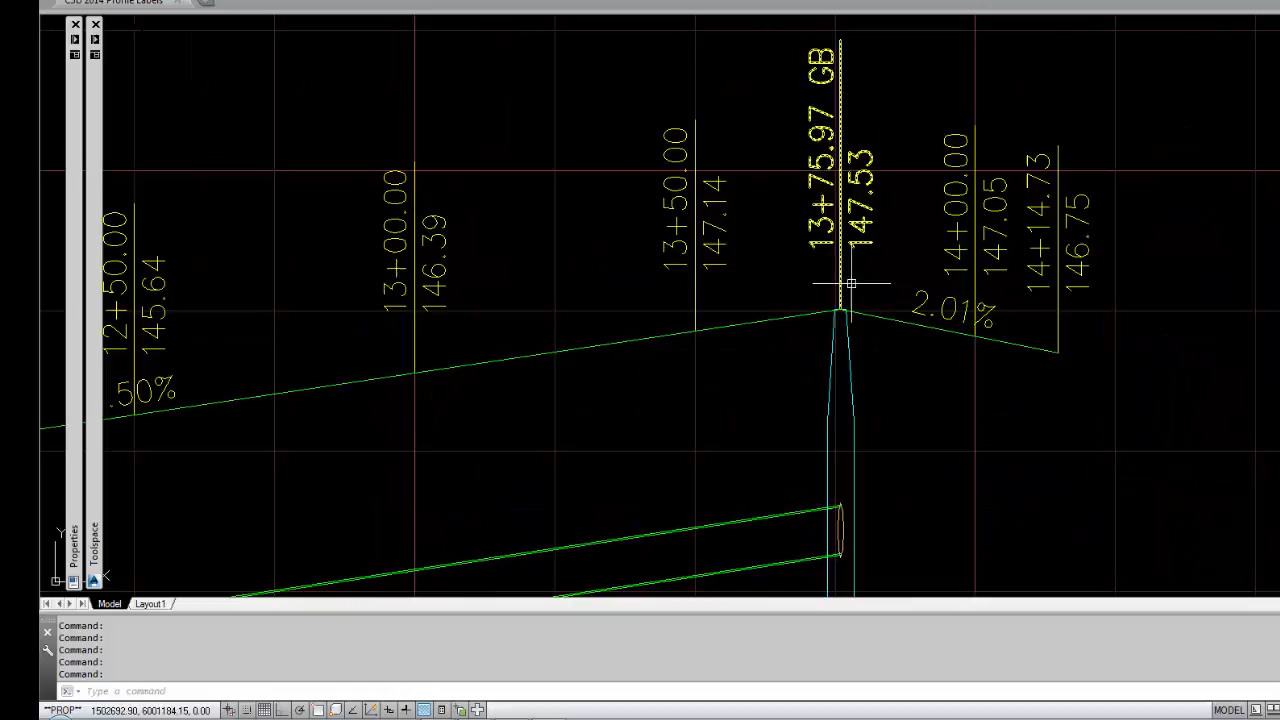 C3D 2014 Profile Labels
12+50.00
145.64
.50%
13+00.00
146.39
13+50.00
147.14
13+75.97 GB
147.53
2.01%
14+00.00
147.05
14+14.73
146.75
Y
X
Properties
Toolspace
Model
Layout1
Command:
Command:
Command:
Command:
Command:
Type a command
**PROP**
1502692.90, 6001184.15, 0.00
MODEL